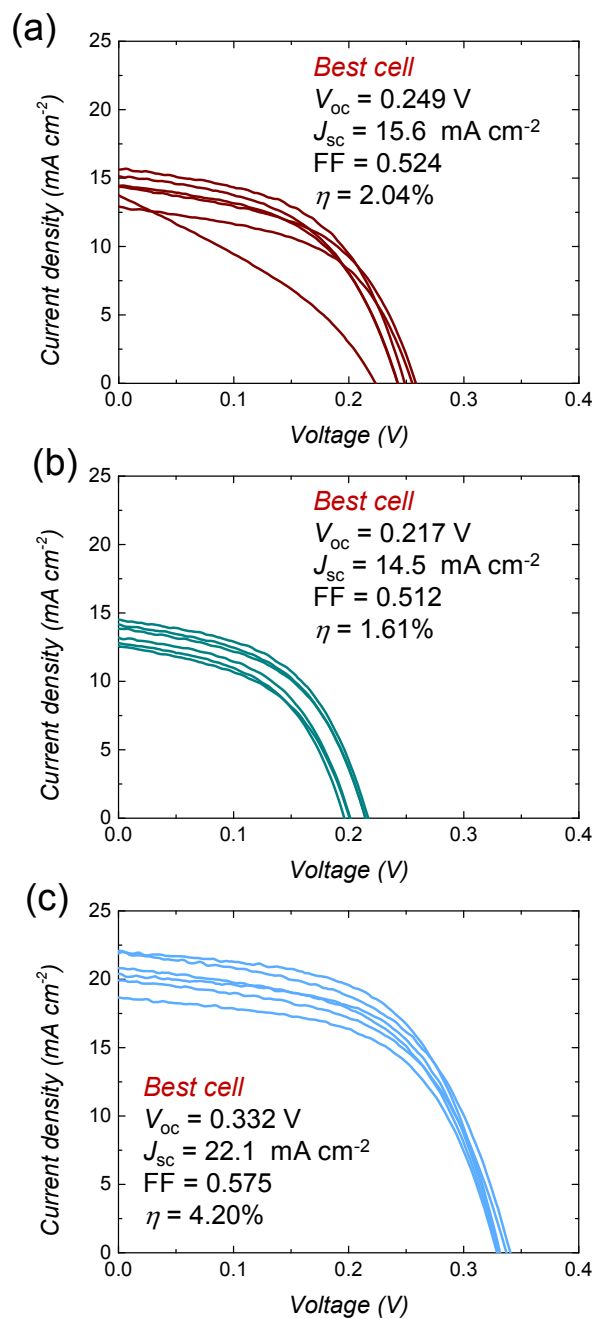 (a)
25
20
15
10
5
0
Current density (mA cm-2)
Best cell
Voc = 0.249 V
Jsc = 15.6 mA cm-2
FF = 0.524
η = 2.04%
0.0 0.1 0.2 0.3 0.4
Voltage (V)
(b)
25
20
15
10
5
0
Current density (mA cm-2)
Best cell
Voc = 0.217 V
Jsc = 14.5 mA cm-2
FF = 0.512
η = 1.61%
0.0 0.1 0.2 0.3 0.4
Voltage (V)
(c)
25
20
15
10
5
0
Current density (mA cm-2)
Best cell
Voc = 0.332 V
Jsc = 22.1 mA cm-2
FF = 0.575
η = 4.20%
0.0 0.1 0.2 0.3 0.4
Voltage (V)